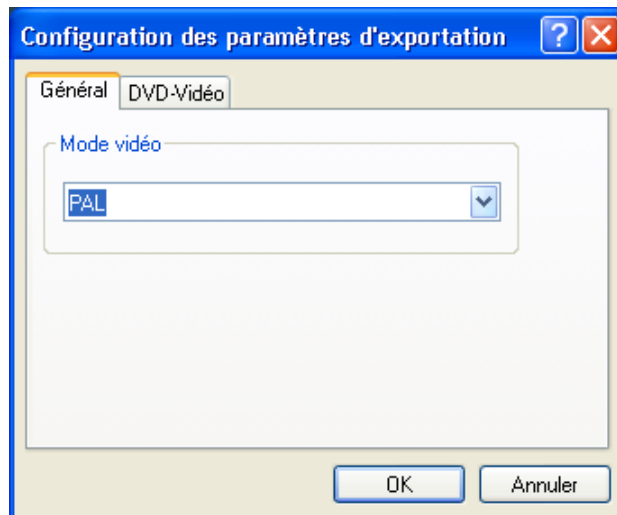 Configuration des paramètres d'exportation ?
Général DVD-Vidéo
Mode vidéo
PAL
OK Annuler